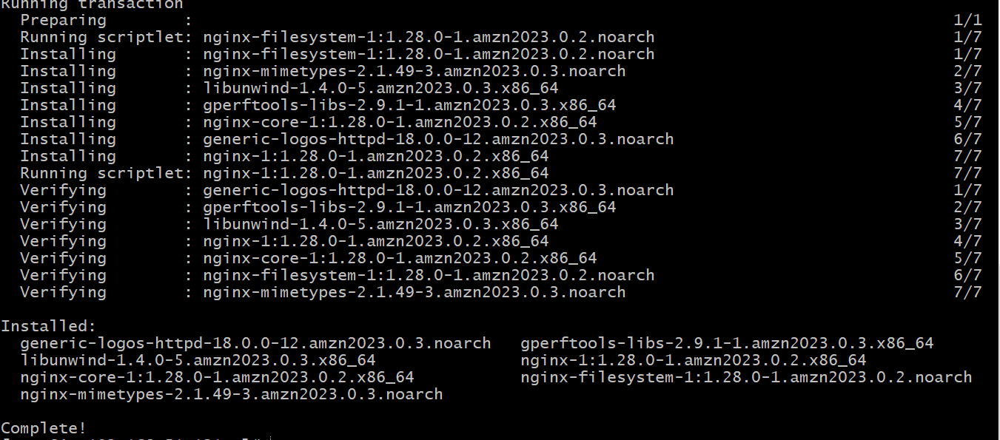 Running transaction
  Preparing        :                                                                               1/1
  Running scriptlet: nginx-filesystem-1:1.28.0-1.amzn2023.0.2.noarch                               1/7
  Installing       : nginx-filesystem-1:1.28.0-1.amzn2023.0.2.noarch                               1/7
  Installing       : nginx-mimetypes-2.1.49-3.amzn2023.0.3.noarch                                  2/7
  Installing       : libunwind-1.4.0-5.amzn2023.0.3.x86_64                                         3/7
  Installing       : gperftools-libs-2.9.1-1.amzn2023.0.3.x86_64                                   4/7
  Installing       : nginx-core-1:1.28.0-1.amzn2023.0.2.x86_64                                     5/7
  Installing       : generic-logos-httpd-18.0.0-12.amzn2023.0.3.noarch                             6/7
  Installing       : nginx-1:1.28.0-1.amzn2023.0.2.x86_64                                          7/7
  Running scriptlet: nginx-1:1.28.0-1.amzn2023.0.2.x86_64                                          7/7
  Verifying        : generic-logos-httpd-18.0.0-12.amzn2023.0.3.noarch                             1/7
  Verifying        : gperftools-libs-2.9.1-1.amzn2023.0.3.x86_64                                   2/7
  Verifying        : libunwind-1.4.0-5.amzn2023.0.3.x86_64                                         3/7
  Verifying        : nginx-1:1.28.0-1.amzn2023.0.2.x86_64                                          4/7
  Verifying        : nginx-core-1:1.28.0-1.amzn2023.0.2.x86_64                                     5/7
  Verifying        : nginx-filesystem-1:1.28.0-1.amzn2023.0.2.noarch                               6/7
  Verifying        : nginx-mimetypes-2.1.49-3.amzn2023.0.3.noarch                                  7/7

Installed:
  generic-logos-httpd-18.0.0-12.amzn2023.0.3.noarch   gperftools-libs-2.9.1-1.amzn2023.0.3.x86_64
  libunwind-1.4.0-5.amzn2023.0.3.x86_64               nginx-1:1.28.0-1.amzn2023.0.2.x86_64
  nginx-core-1:1.28.0-1.amzn2023.0.2.x86_64           nginx-filesystem-1:1.28.0-1.amzn2023.0.2.noarch
  nginx-mimetypes-2.1.49-3.amzn2023.0.3.noarch

Complete!